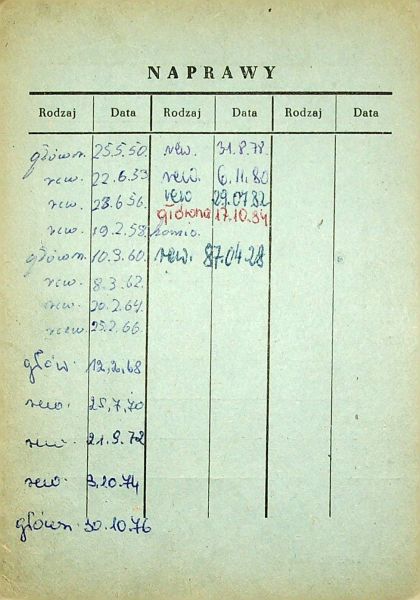 NAPRAWY
Rodzaj Data Rodzaj Data Rodzaj Data
główn. 25.5.50. rew. 31.8.78.
rew. 22.6.53 rew. 6.11.80
rew. 28.6.56. rew 29.07.82
główna 17.10.84
rew. 19.2.58.
główn. 10.3.60. rew. 87.04.28
rew. 8.3.62.
rew. 20.2.64.
rew. 25.2.66.
głów. 12.2.68
rew. 25.7.70
rew. 21.9.72
rew. 3.10.74
główn. 30.10.76